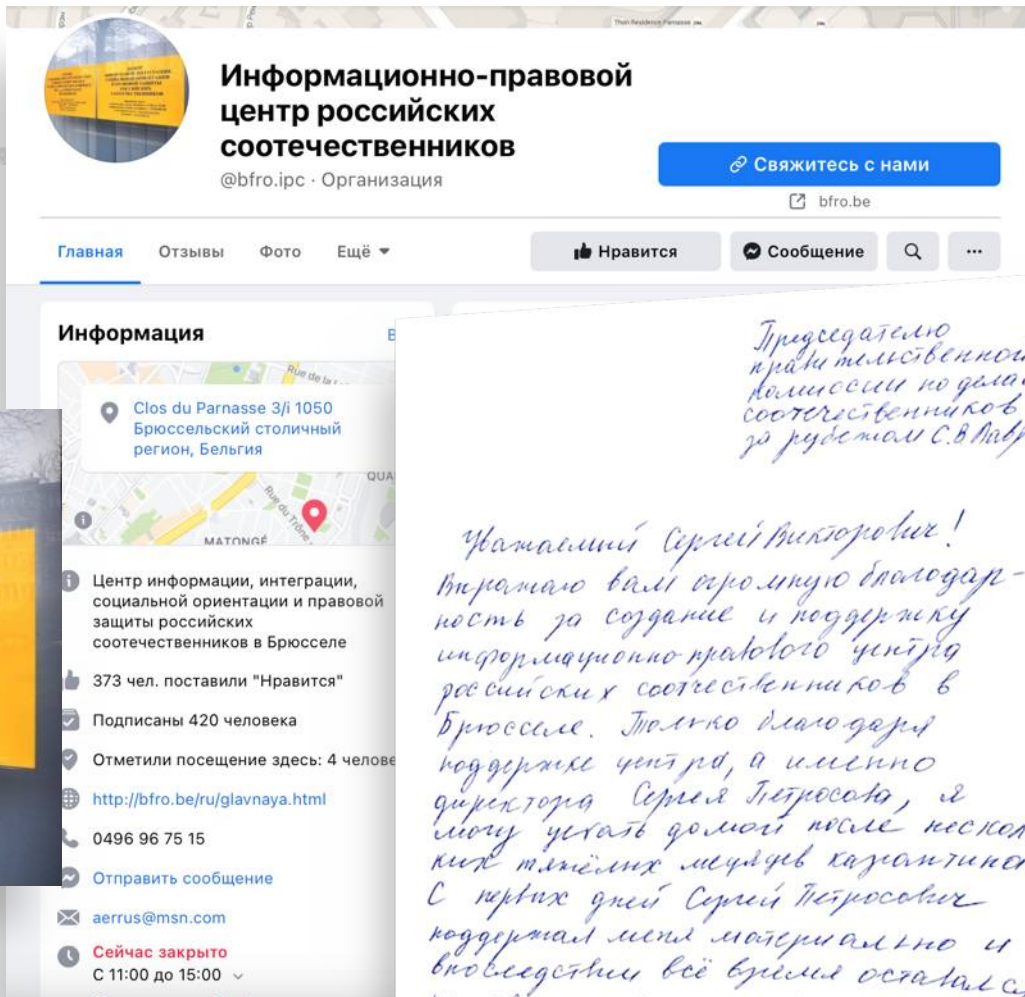 Thon Residence Parnasse
Информационно-правовой
центр российских
соотечественников
@bfro.ipc · Организация
Свяжитесь с нами
bfro.be
Главная Отзывы Фото Ещё
Нравится Сообщение
Информация
В
Rue de la
Clos du Parnasse 3/i 1050
Брюссельский столичный
регион, Бельгия
QUA
Rue du Trône
MATONGÉ
Центр информации, интеграции,
социальной ориентации и правовой
защиты российских
соотечественников в Брюсселе
373 чел. поставили "Нравится"
Подписаны 420 человека
Отметили посещение здесь: 4 челове
http://bfro.be/ru/glavnaya.html
0496 96 75 15
Отправить сообщение
aerrus@msn.com
Сейчас закрыто
С 11:00 до 15:00
Председателю
правительственной
комиссии по дела
соотечественников
за рубежом С.В Лавр
Уважаемый Сергей Викторович!
Выражаю вам огромную благодар-
ность за создание и поддержку
информационно-правового центра
российских соотечественников в
Брюсселе. Только благодаря
поддержке центра, а именно
директора Сергея Петросова, я
могу уехать домой после несколь
ких тяжёлых месяцев карантина
С первых дней Сергей Петросович
поддержал меня материально и
впоследствии всё время оставался